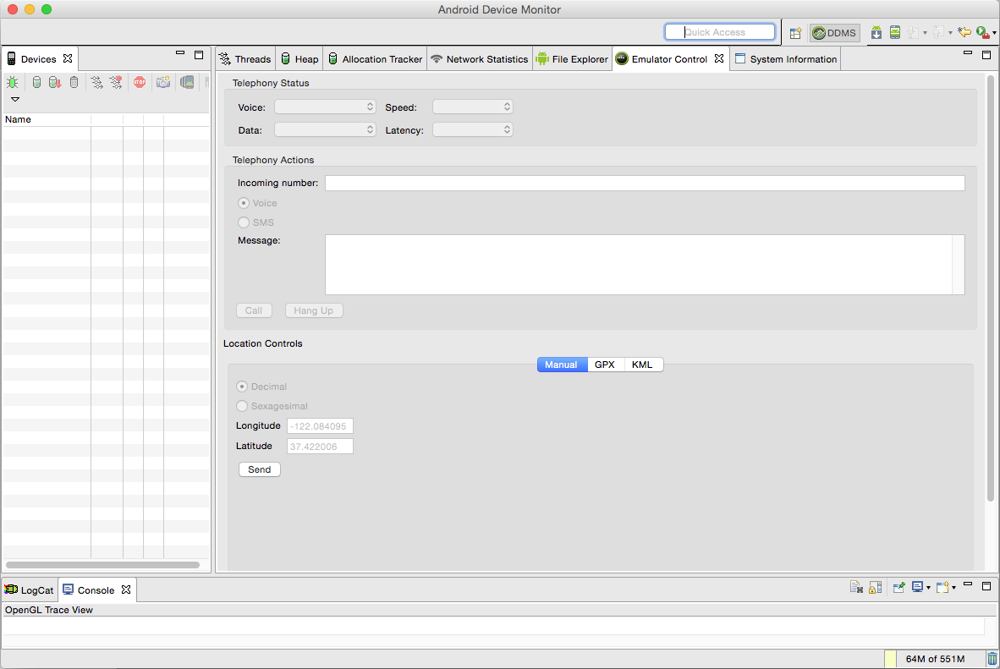 Android Device Monitor
Quick Access
DDMS
Devices
Threads
Heap
Allocation Tracker
Network Statistics
File Explorer
Emulator Control
System Information
STOP
Name
Telephony Status
Voice:
Speed:
Data:
Latency:
Telephony Actions
Incoming number:
Voice
SMS
Message:
Call
Hang Up
Location Controls
Manual
GPX
KML
Decimal
Sexagesimal
Longitude
-122.084095
Latitude
37.422006
Send
LogCat
Console
OpenGL Trace View
64M of 551M